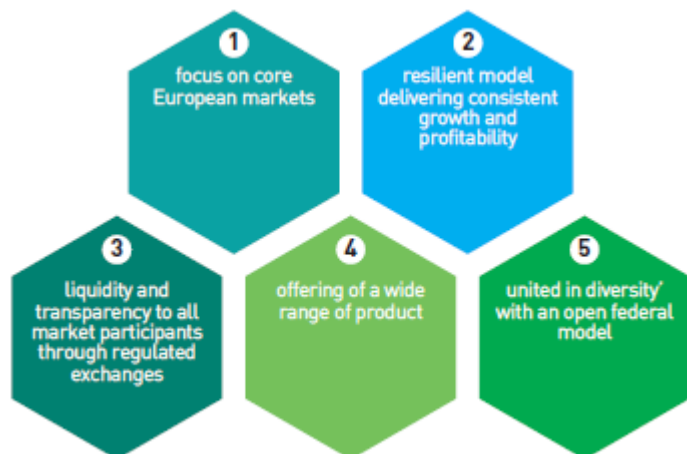 1
focus on core
European markets
2
resilient model
delivering consistent
growth and
profitability
3
liquidity and
transparency to all
market participants
through regulated
exchanges
4
offering of a wide
range of product
5
united in diversity’
with an open federal
model